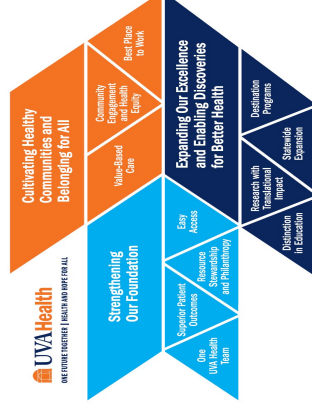 UVAHealth
ONE FUTURE TOGETHER | HEALTH AND HOPE FOR ALL
Cultivating Healthy
Communities and
Belonging for All
Value-Based
Care
Community
Engagement
and Health
Equity
Best Place
to Work
Strengthening
Our Foundation
One
UVA Health
Team
Superior Patient
Outcomes
Resource
Stewardship
and Philanthropy
Easy
Access
Expanding Our Excellence
and Enabling Discoveries
for Better Health
Distinction
in Education
Research with
Translational
Impact
Statewide
Expansion
Destination
Programs